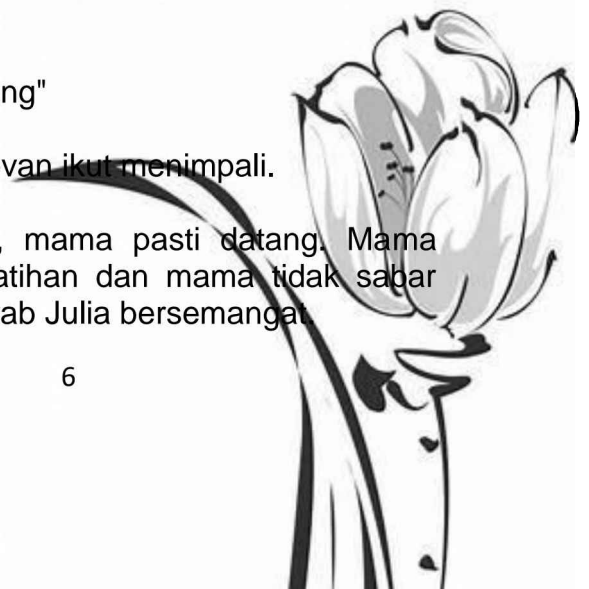 ng"
van ikut menimpali.
, mama pasti datang. Mama
atihan dan mama tidak sabar
ab Julia bersemangat.
6